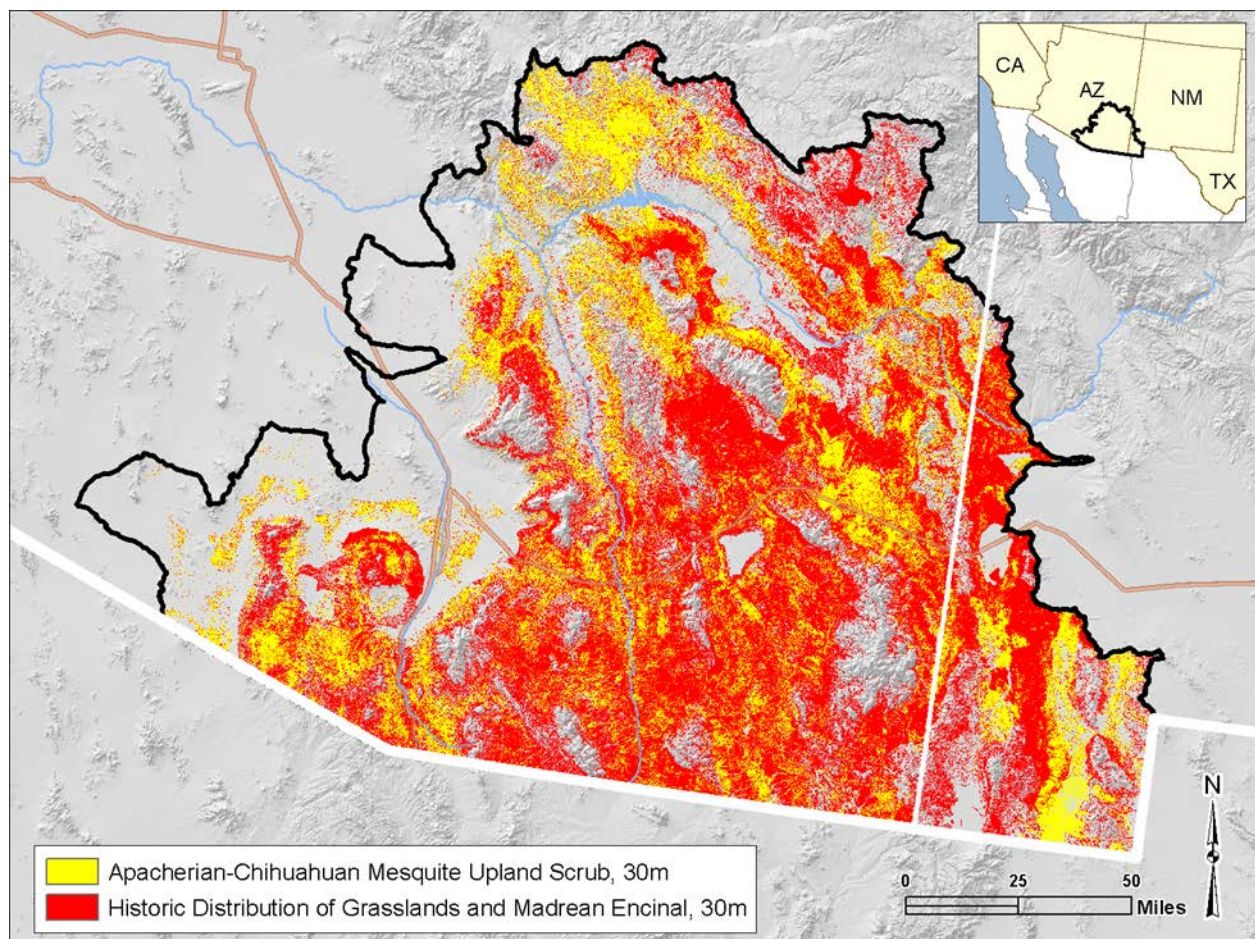 CA
AZ
NM
TX
N
Apacherian-Chihuahuan Mesquite Upland Scrub, 30m
Historic Distribution of Grasslands and Madrean Encinal, 30m
0 25 50
Miles